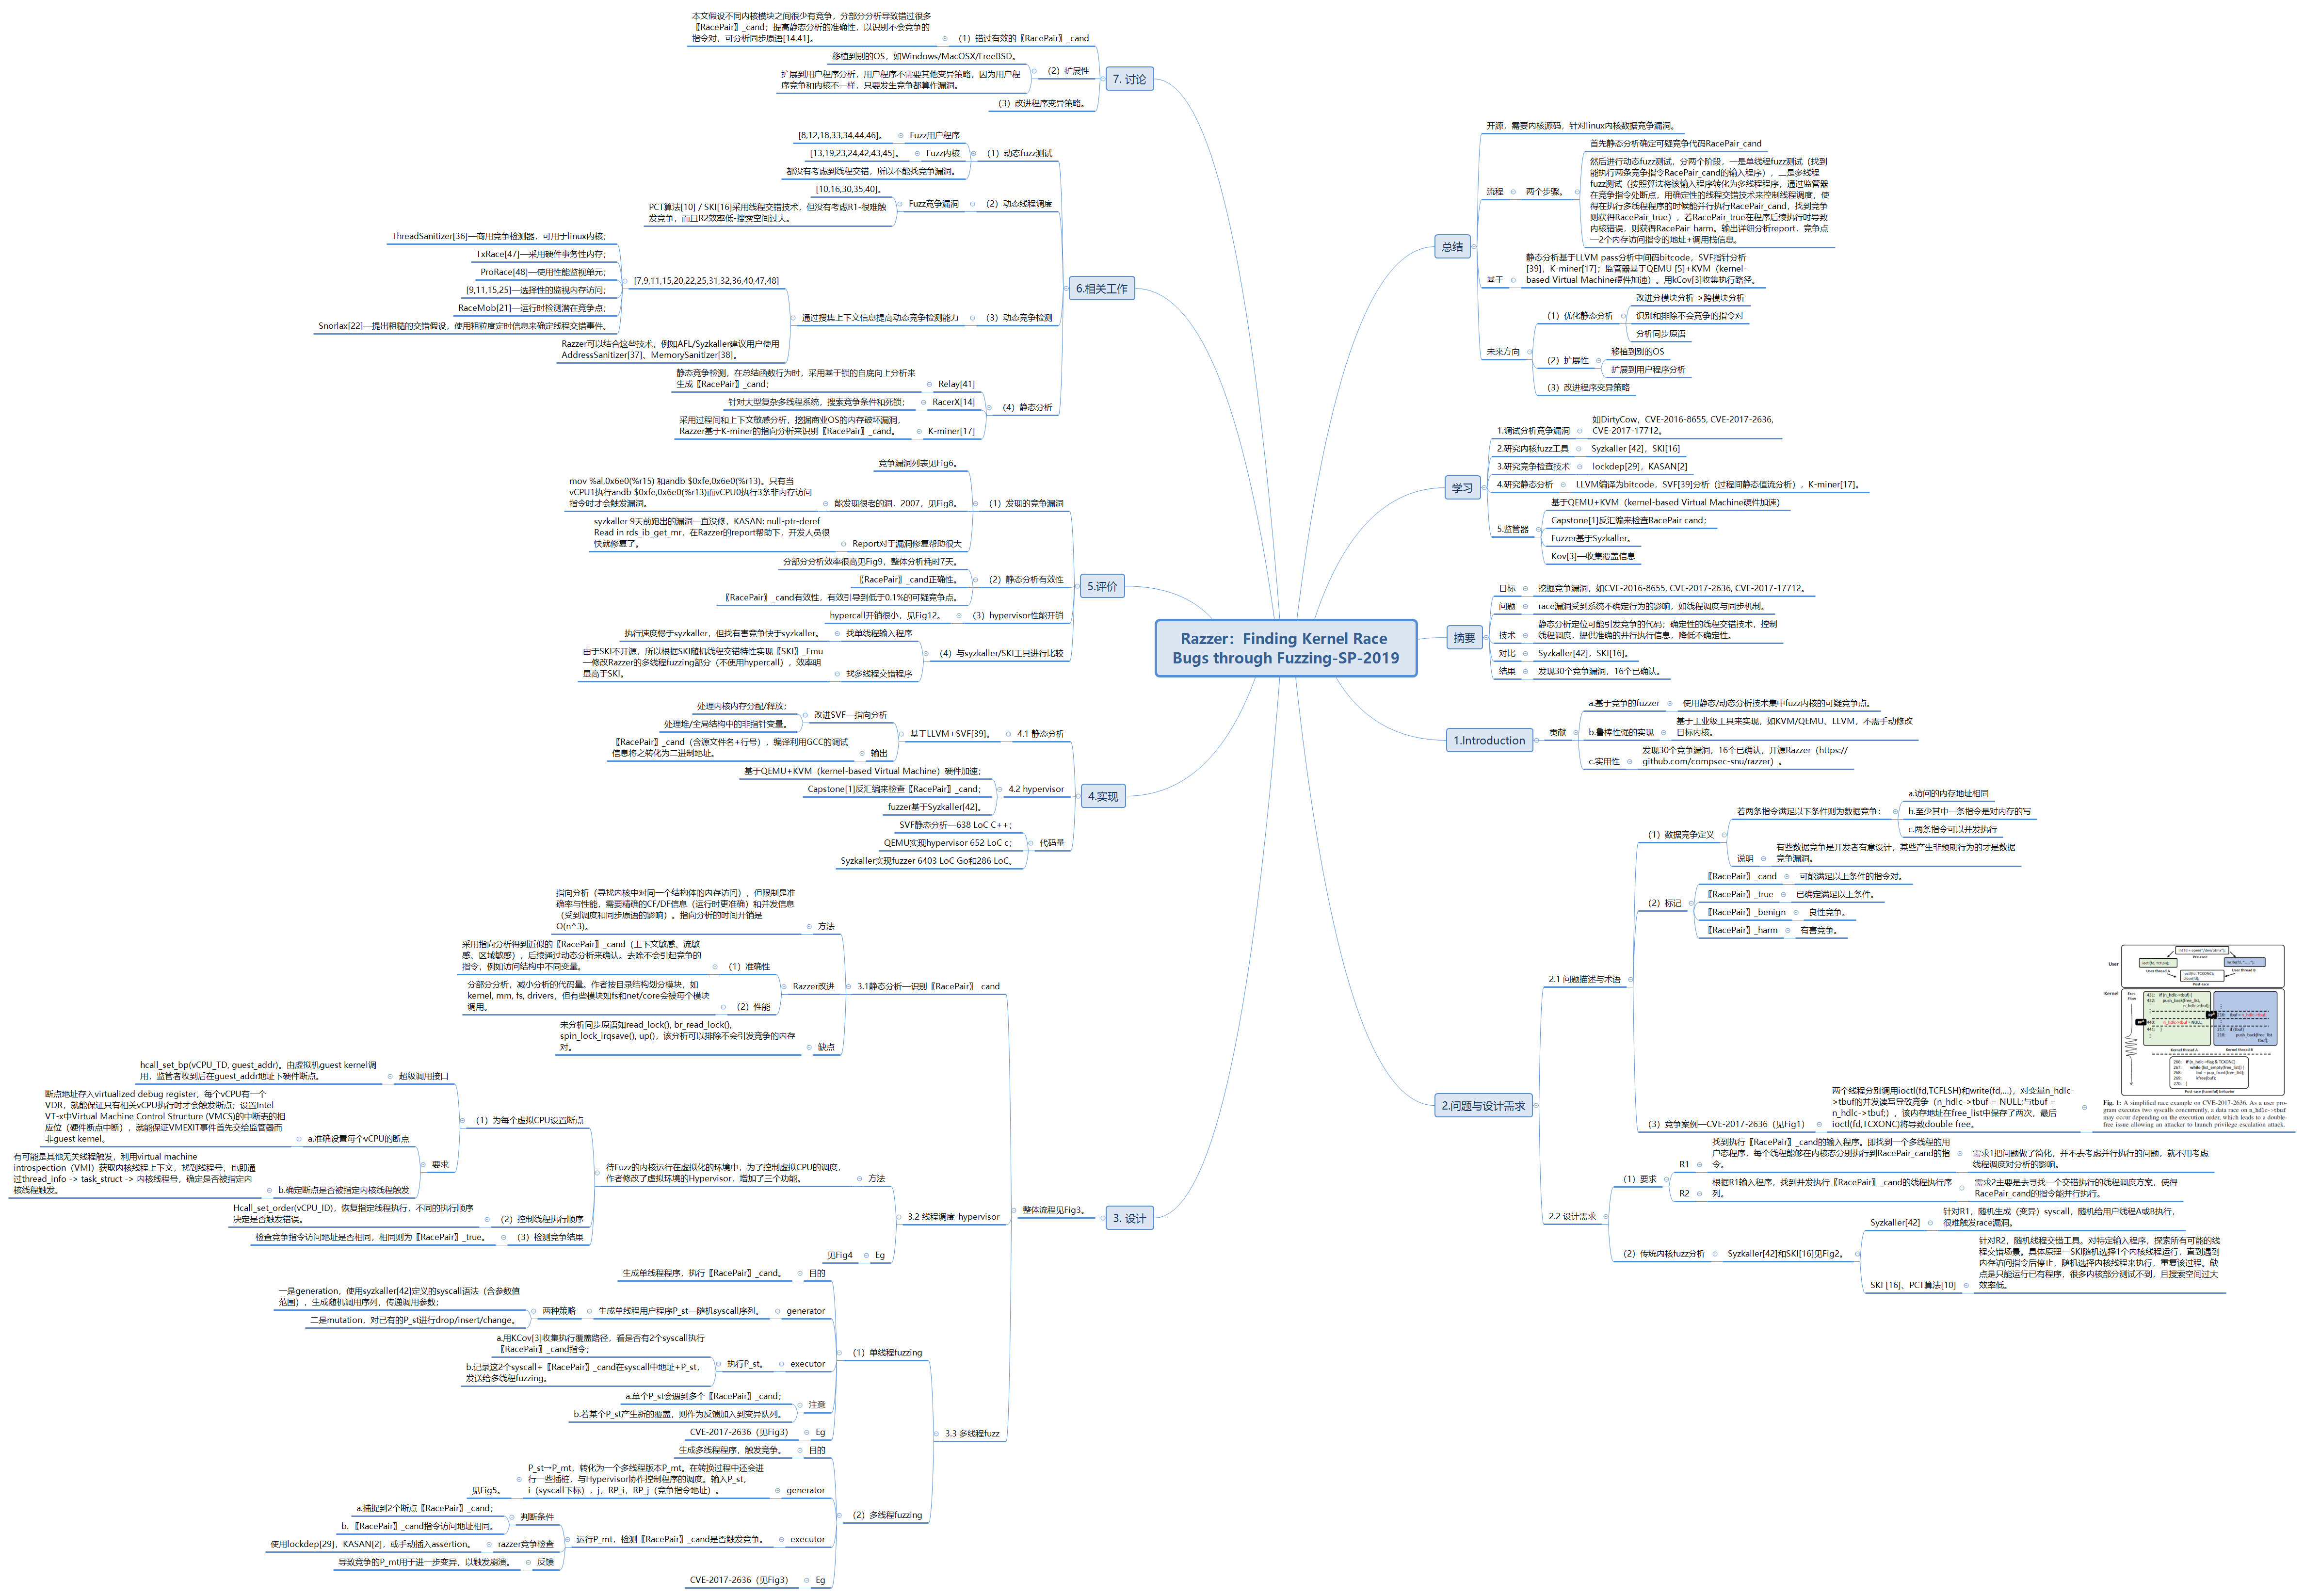 Razzer：Finding Kernel Race
Bugs through Fuzzing-SP-2019
总结
开源，需要内核源码，针对linux内核数据竞争漏洞。
流程
两个步骤。
首先静态分析确定可疑竞争代码RacePair_cand
然后进行动态fuzz测试，分两个阶段，一是单线程fuzz测试（找到
能执行两条竞争指令RacePair_cand的输入程序），二是多线程
fuzz测试（按照算法将该输入程序转化为多线程程序，通过监管器
在竞争指令处断点，用确定性的线程交错技术来控制线程调度，使
得在执行多线程程序的时候能并行执行RacePair_cand，找到竞争
则获得RacePair_true），若RacePair_true在程序后续执行时导致
内核错误，则获得RacePair_harm。输出详细分析report，竞争点
—2个内存访问指令的地址+调用栈信息。
基于
静态分析基于LLVM pass分析中间码bitcode，SVF指针分析
[39]，K-miner[17]；监管器基于QEMU [5]+KVM（kernel-
based Virtual Machine硬件加速）。用kCov[3]收集执行路径。
未来方向
（1）优化静态分析
改进分模块分析->跨模块分析
识别和排除不会竞争的指令对
分析同步原语
（2）扩展性
移植到别的OS
扩展到用户程序分析
（3）改进程序变异策略
学习
1.调试分析竞争漏洞
如DirtyCow，CVE-2016-8655, CVE-2017-2636,
CVE-2017-17712。
2.研究内核fuzz工具
Syzkaller [42]，SKI[16]
3.研究竞争检查技术
lockdep[29]，KASAN[2]
4.研究静态分析
LLVM编译为bitcode，SVF[39]分析（过程间静态值流分析），K-miner[17]。
5.监管器
基于QEMU+KVM（kernel-based Virtual Machine硬件加速）
Capstone[1]反汇编来检查RacePair cand；
Fuzzer基于Syzkaller。
Kov[3]—收集覆盖信息
摘要
目标
挖掘竞争漏洞，如CVE-2016-8655, CVE-2017-2636, CVE-2017-17712。
问题
race漏洞受到系统不确定行为的影响，如线程调度与同步机制。
技术
静态分析定位可能引发竞争的代码；确定性的线程交错技术，控制
线程调度，提供准确的并行执行信息，降低不确定性。
对比
Syzkaller[42]，SKI[16]。
结果
发现30个竞争漏洞，16个已确认。
1.Introduction
贡献
a.基于竞争的fuzzer
使用静态/动态分析技术集中fuzz内核的可疑竞争点。
b.鲁棒性强的实现
基于工业级工具来实现，如KVM/QEMU、LLVM，不需手动修改
目标内核。
c.实用性
发现30个竞争漏洞，16个已确认，开源Razzer（https://
github.com/compsec-snu/razzer）。
2.问题与设计需求
2.1 问题描述与术语
（1）数据竞争定义
若两条指令满足以下条件则为数据竞争：
a.访问的内存地址相同
b.至少其中一条指令是对内存的写
c.两条指令可以并发执行
说明
有些数据竞争是开发者有意设计，某些产生非预期行为的才是数据
竞争漏洞。
（2）标记
〖RacePair〗_cand
可能满足以上条件的指令对。
〖RacePair〗_true
已确定满足以上条件。
〖RacePair〗_benign
良性竞争。
〖RacePair〗_harm
有害竞争。
（3）竞争案例—CVE-2017-2636（见Fig1）
两个线程分别调用ioctl(fd,TCFLSH)和write(fd,...)，对变量n_hdlc-
>tbuf的并发读写导致竞争（n_hdlc->tbuf = NULL;与tbuf =
n_hdlc->tbuf;），该内存地址在free_list中保存了两次，最后
ioctl(fd,TCXONC)将导致double free。
User
Pre-race
User thread A
User thread B
Post-race
Kernel
Kernel thread A
Kernel thread B
Post-race (harmful) behavior
Fig. 1: A simplified race example on CVE-2017-2636. As a user pro-
gram executes two syscalls concurrently, a data race on n_hdlc->tbuf
may occur depending on the execution order, which leads to a double-
free issue allowing an attacker to launch privilege escalation attack.
2.2 设计需求
（1）要求
R1
找到执行〖RacePair〗_cand的输入程序。即找到一个多线程的用
户态程序，每个线程能够在内核态分别执行到RacePair_cand的指
令。
需求1把问题做了简化，并不去考虑并行执行的问题，就不用考虑
线程调度对分析的影响。
R2
根据R1输入程序，找到并发执行〖RacePair〗_cand的线程执行序
列。
需求2主要是去寻找一个交错执行的线程调度方案，使得
RacePair_cand的指令能并行执行。
（2）传统内核fuzz分析
Syzkaller[42]和SKI[16]见Fig2。
Syzkaller[42]
针对R1，随机生成（变异）syscall，随机给用户线程A或B执行，
很难触发race漏洞。
SKI [16]、PCT算法[10]
针对R2，随机线程交错工具。对特定输入程序，探索所有可能的线
程交错场景。具体原理—SKI随机选择1个内核线程运行，直到遇到
内存访问指令后停止，随机选择内核线程来执行，重复该过程。缺
点是只能运行已有程序，很多内核部分测试不到，且搜索空间过大
效率低。
7. 讨论
（1）错过有效的〖RacePair〗_cand
本文假设不同内核模块之间很少有竞争，分部分分析导致错过很多
〖RacePair〗_cand；提高静态分析的准确性，以识别不会竞争的
指令对，可分析同步原语[14,41]。
（2）扩展性
移植到别的OS，如Windows/MacOSX/FreeBSD。
扩展到用户程序分析，用户程序不需要其他变异策略，因为用户程
序竞争和内核不一样，只要发生竞争都算作漏洞。
（3）改进程序变异策略。
6.相关工作
（1）动态fuzz测试
Fuzz用户程序
[8,12,18,33,34,44,46]。
Fuzz内核
[13,19,23,24,42,43,45]。
都没有考虑到线程交错，所以不能找竞争漏洞。
（2）动态线程调度
Fuzz竞争漏洞
[10,16,30,35,40]。
PCT算法[10] / SKI[16]采用线程交错技术，但没有考虑R1-很难触
发竞争，而且R2效率低-搜索空间过大。
（3）动态竞争检测
通过搜集上下文信息提高动态竞争检测能力
[7,9,11,15,20,22,25,31,32,36,40,47,48]
ThreadSanitizer[36]—商用竞争检测器，可用于linux内核；
TxRace[47]—采用硬件事务性内存；
ProRace[48]—使用性能监视单元；
[9,11,15,25]—选择性的监视内存访问；
RaceMob[21]—运行时检测潜在竞争点；
Snorlax[22]—提出粗糙的交错假设，使用粗粒度定时信息来确定线程交错事件。
Razzer可以结合这些技术，例如AFL/Syzkaller建议用户使用
AddressSanitizer[37]、MemorySanitizer[38]。
（4）静态分析
Relay[41]
静态竞争检测，在总结函数行为时，采用基于锁的自底向上分析来
生成〖RacePair〗_cand；
RacerX[14]
针对大型复杂多线程系统，搜索竞争条件和死锁；
K-miner[17]
采用过程间和上下文敏感分析，挖掘商业OS的内存破坏漏洞，
Razzer基于K-miner的指向分析来识别〖RacePair〗_cand。
5.评价
（1）发现的竞争漏洞
竞争漏洞列表见Fig6。
能发现很老的洞，2007，见Fig8。
mov %al,0x6e0(%r15) 和andb $0xfe,0x6e0(%r13)。只有当
vCPU1执行andb $0xfe,0x6e0(%r13)而vCPU0执行3条非内存访问
指令时才会触发漏洞。
Report对于漏洞修复帮助很大
syzkaller 9天前跑出的漏洞一直没修，KASAN: null-ptr-deref
Read in rds_ib_get_mr，在Razzer的report帮助下，开发人员很
快就修复了。
（2）静态分析有效性
分部分分析效率很高见Fig9，整体分析耗时7天。
〖RacePair〗_cand正确性。
〖RacePair〗_cand有效性，有效引导到低于0.1%的可疑竞争点。
（3）hypervisor性能开销
hypercall开销很小，见Fig12。
（4）与syzkaller/SKI工具进行比较
找单线程输入程序
执行速度慢于syzkaller，但找有害竞争快于syzkaller。
找多线程交错程序
由于SKI不开源，所以根据SKI随机线程交错特性实现〖SKI〗_Emu
—修改Razzer的多线程fuzzing部分（不使用hypercall），效率明
显高于SKI。
4.实现
4.1 静态分析
基于LLVM+SVF[39]。
改进SVF—指向分析
处理内核内存分配/释放；
处理堆/全局结构中的非指针变量。
输出
〖RacePair〗_cand（含源文件名+行号），编译利用GCC的调试
信息将之转化为二进制地址。
4.2 hypervisor
基于QEMU+KVM（kernel-based Virtual Machine）硬件加速；
Capstone[1]反汇编来检查〖RacePair〗_cand；
fuzzer基于Syzkaller[42]。
代码量
SVF静态分析—638 LoC C++；
QEMU实现hypervisor 652 LoC c；
Syzkaller实现fuzzer 6403 LoC Go和286 LoC。
3. 设计
整体流程见Fig3。
3.1静态分析—识别〖RacePair〗_cand
方法
指向分析（寻找内核中对同一个结构体的内存访问），但限制是准
确率与性能，需要精确的CF/DF信息（运行时更准确）和并发信息
（受到调度和同步原语的影响）。指向分析的时间开销是
O(n^3)。
Razzer改进
（1）准确性
采用指向分析得到近似的〖RacePair〗_cand（上下文敏感、流敏
感、区域敏感），后续通过动态分析来确认。去除不会引起竞争的
指令，例如访问结构中不同变量。
（2）性能
分部分分析，减小分析的代码量。作者按目录结构划分模块，如
kernel, mm, fs, drivers，但有些模块如fs和net/core会被每个模块
调用。
缺点
未分析同步原语如read_lock(), br_read_lock(),
spin_lock_irqsave(), up()，该分析可以排除不会引发竞争的内存
对。
3.2 线程调度-hypervisor
方法
待Fuzz的内核运行在虚拟化的环境中，为了控制虚拟CPU的调度，
作者修改了虚拟环境的Hypervisor，增加了三个功能。
（1）为每个虚拟CPU设置断点
超级调用接口
hcall_set_bp(vCPU_TD, guest_addr)。由虚拟机guest kernel调
用，监管者收到后在guest_addr地址下硬件断点。
要求
a.准确设置每个vCPU的断点
断点地址存入virtualized debug register，每个vCPU有一个
VDR，就能保证只有相关vCPU执行时才会触发断点；设置Intel
VT-x中Virtual Machine Control Structure (VMCS)的中断表的相
应位（硬件断点中断），就能保证VMEXIT事件首先交给监管器而
非guest kernel。
b.确定断点是否被指定内核线程触发
有可能是其他无关线程触发，利用virtual machine
introspection（VMI）获取内核线程上下文，找到线程号，也即通
过thread_info -> task_struct -> 内核线程号，确定是否被指定内
核线程触发。
（2）控制线程执行顺序
Hcall_set_order(vCPU_ID)，恢复指定线程执行，不同的执行顺序
决定是否触发错误。
（3）检测竞争结果
检查竞争指令访问地址是否相同，相同则为〖RacePair〗_true。
Eg
见Fig4
3.3 多线程fuzz
（1）单线程fuzzing
目的
生成单线程程序，执行〖RacePair〗_cand。
generator
生成单线程用户程序P_st—随机syscall序列。
两种策略
一是generation，使用syzkaller[42]定义的syscall语法（含参数值
范围），生成随机调用序列，传递调用参数；
二是mutation，对已有的P_st进行drop/insert/change。
executor
执行P_st。
a.用KCov[3]收集执行覆盖路径，看是否有2个syscall执行
〖RacePair〗_cand指令；
b.记录这2个syscall+〖RacePair〗_cand在syscall中地址+P_st，
发送给多线程fuzzing。
注意
a.单个P_st会遇到多个〖RacePair〗_cand；
b.若某个P_st产生新的覆盖，则作为反馈加入到变异队列。
Eg
CVE-2017-2636（见Fig3）
（2）多线程fuzzing
目的
生成多线程程序，触发竞争。
generator
P_st→P_mt，转化为一个多线程版本P_mt。在转换过程中还会进
行一些插桩，与Hypervisor协作控制程序的调度。输入P_st，
i（syscall下标），j，RP_i，RP_j（竞争指令地址）。
见Fig5。
executor
运行P_mt，检测〖RacePair〗_cand是否触发竞争。
判断条件
a.捕捉到2个断点〖RacePair〗_cand；
b. 〖RacePair〗_cand指令访问地址相同。
razzer竞争检查
使用lockdep[29]，KASAN[2]，或手动插入assertion。
反馈
导致竞争的P_mt用于进一步变异，以触发崩溃。
Eg
CVE-2017-2636（见Fig3）